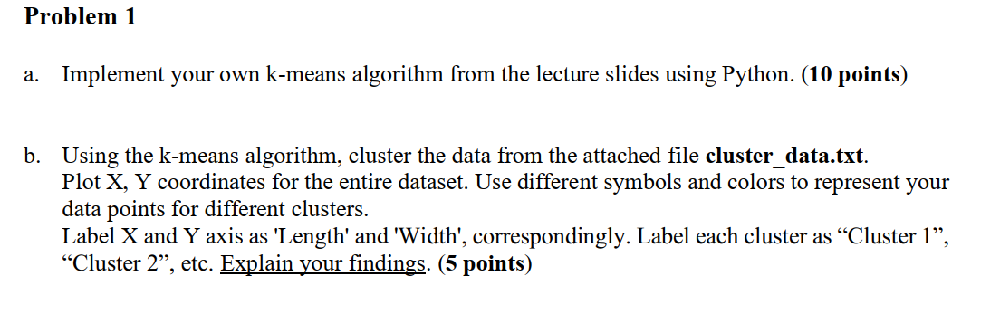 Problem 1
a. Implement your own k-means algorithm from the lecture slides using Python. (10 points)
b. Using the k-means algorithm, cluster the data from the attached file cluster_data.txt.
Plot X, Y coordinates for the entire dataset. Use different symbols and colors to represent your
data points for different clusters.
Label X and Y axis as 'Length' and 'Width', correspondingly. Label each cluster as “Cluster 1”,
“Cluster 2”, etc. Explain your findings. (5 points)